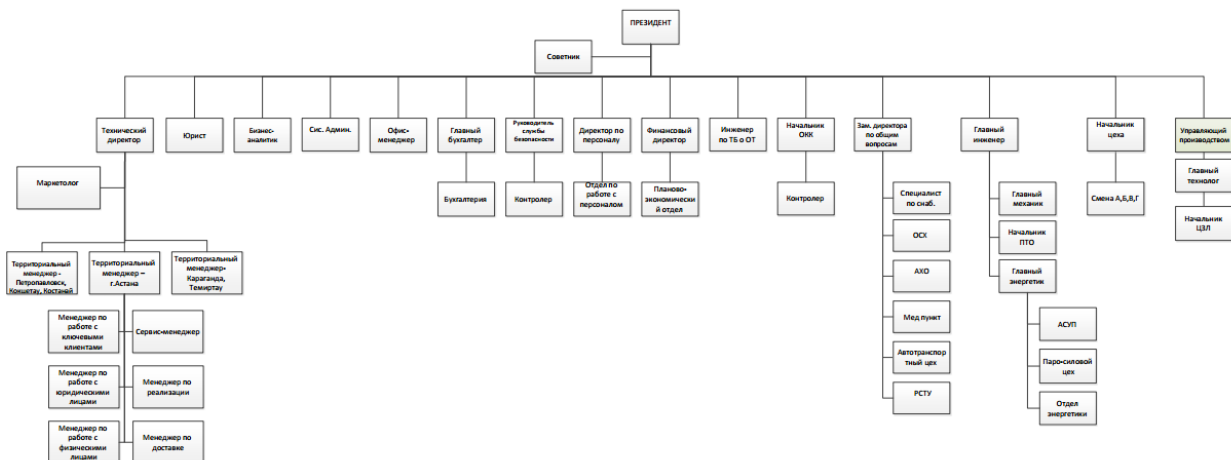 ПРЕЗИДЕНТ
Советник
Технический
директор
Юрист
Бизнес-
аналитик
Сис. Админ.
Офис-
менеджер
Главный
бухгалтер
Руководитель
службы
безопасности
Директор по
персоналу
Финансовый
директор
Инженер
по ТБ о ОТ
Начальник
ОКК
Зам. директора
по общим
вопросам
Главный
инженер
Начальник
цеха
Управляющий
производством
Маркетолог
Бухгалтерия
Контролер
Отдел по
работе с
персоналом
Планово-
экономически
й отдел
Контролер
Специалист
по снаб.
Главный
механик
Смена А,Б,В,Г
Главный
технолог
Начальник
ЦЗЛ
ОСХ
Начальник
ПТО
Территориальный
менеджер -
Петропавловск,
Кокшетау, Костанай
Территориальный
менеджер –
г.Астана
Территориальный
менеджер-
Караганда,
Темиртау
АХО
Главный
энергетик
Менеджер по
работе с
ключевыми
клиентами
Сервис-менеджер
Мед пункт
АСУП
Менеджер по
работе с
юридическими
лицами
Менеджер по
реализации
Автотранспор
тный цех
Паро-силовой
цех
РСТУ
Отдел
энергетики
Менеджер по
работе с
физическими
лицами
Менеджер по
доставке